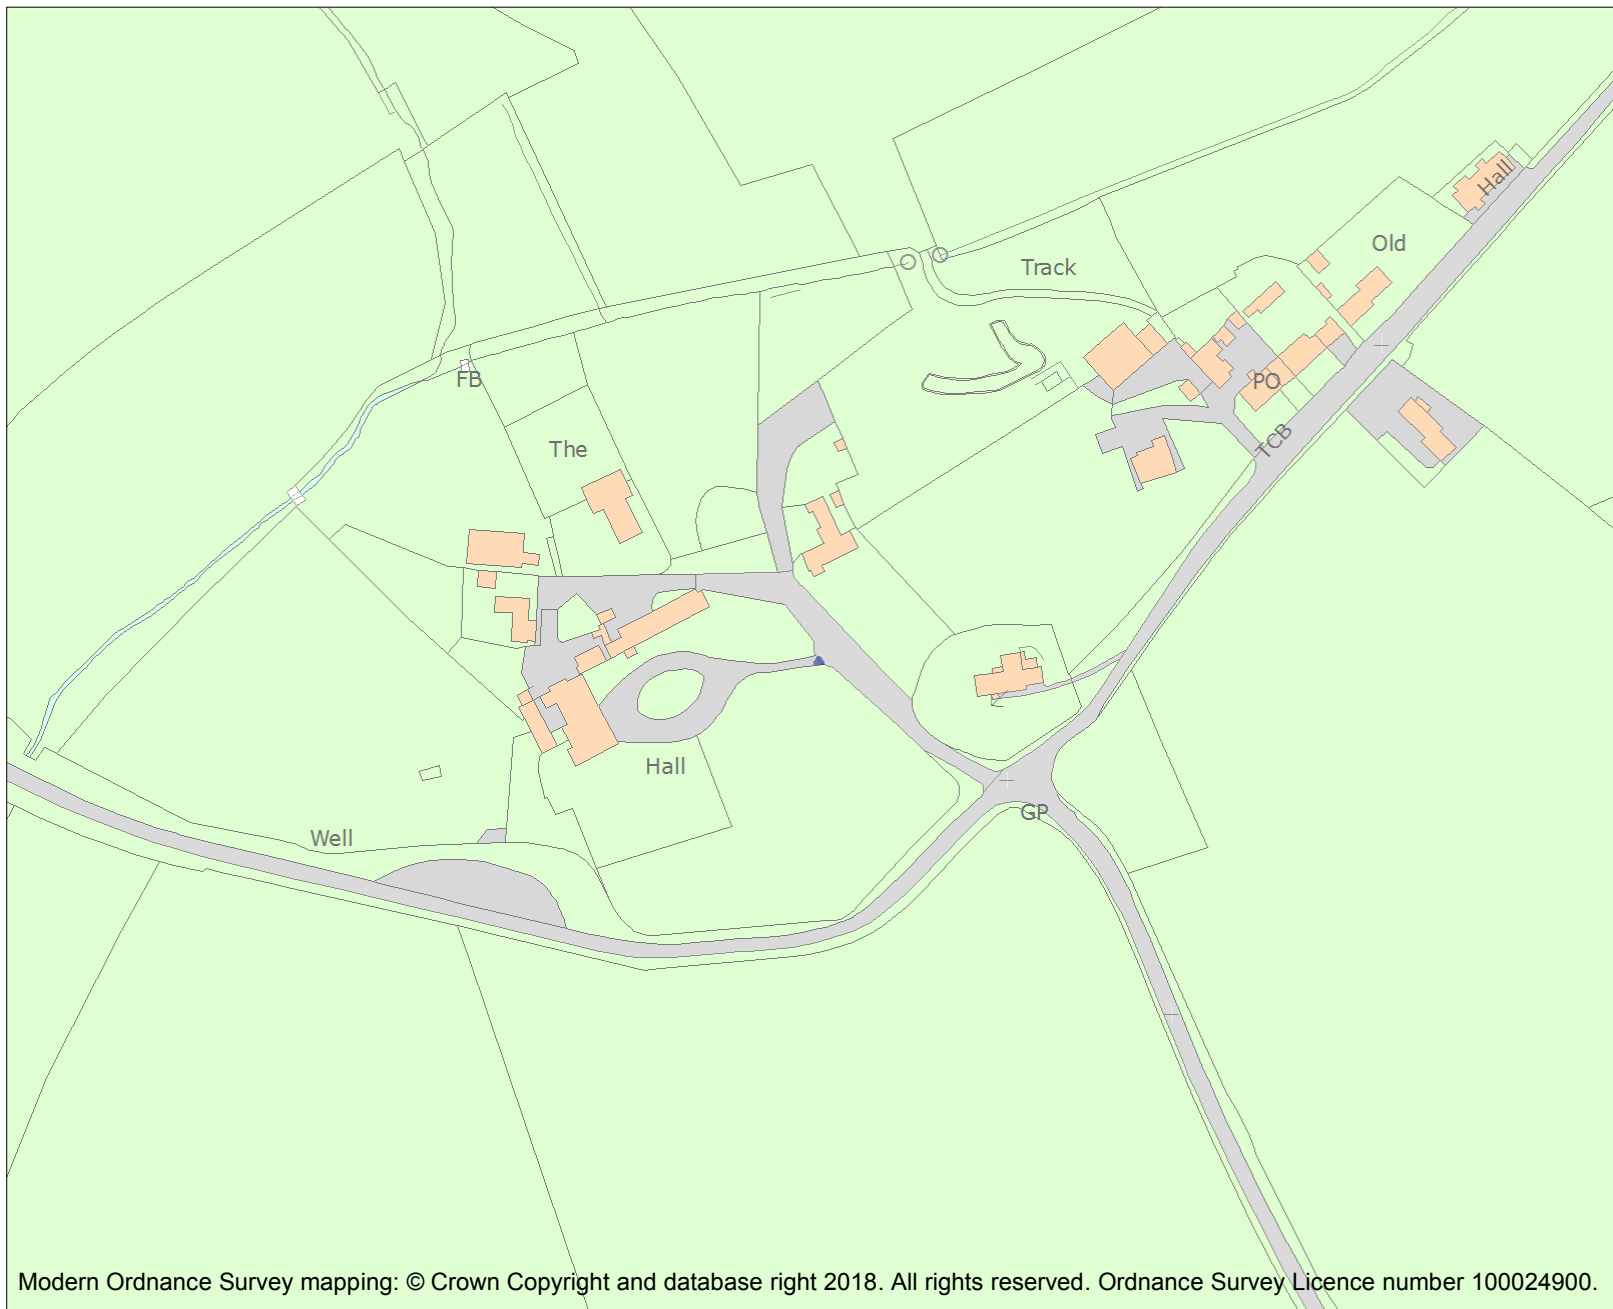 Hall
Old
Track
FB
PO
The
TCB
Hall
GP
Well
Modern Ordnance Survey mapping: © Crown Copyright and database right 2018. All rights reserved. Ordnance Survey Licence number 100024900.